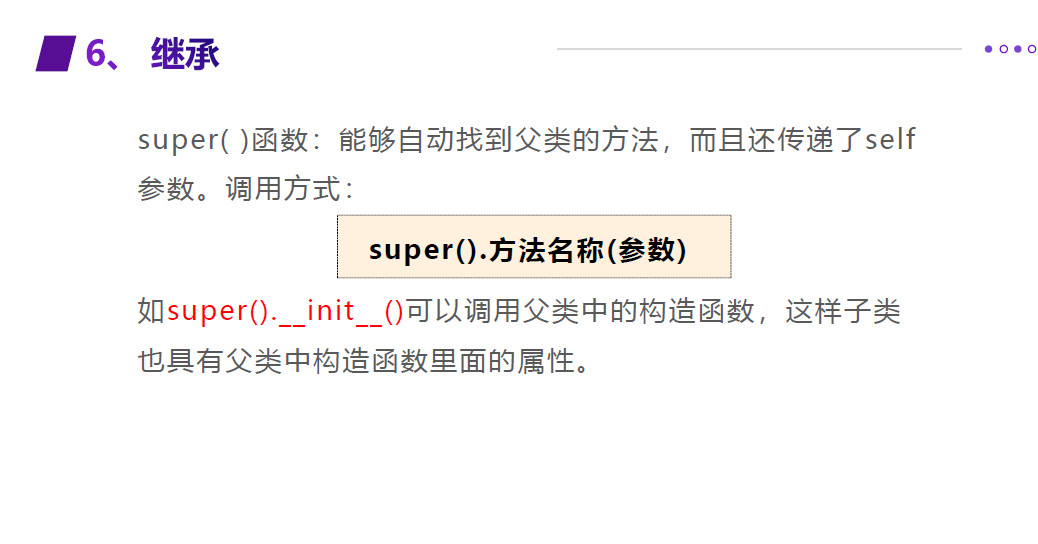 6、 继承
super( )函数：能够自动找到父类的方法，而且还传递了self
参数。调用方式：
super().方法名称(参数)
如super().__init__()可以调用父类中的构造函数，这样子类
也具有父类中构造函数里面的属性。